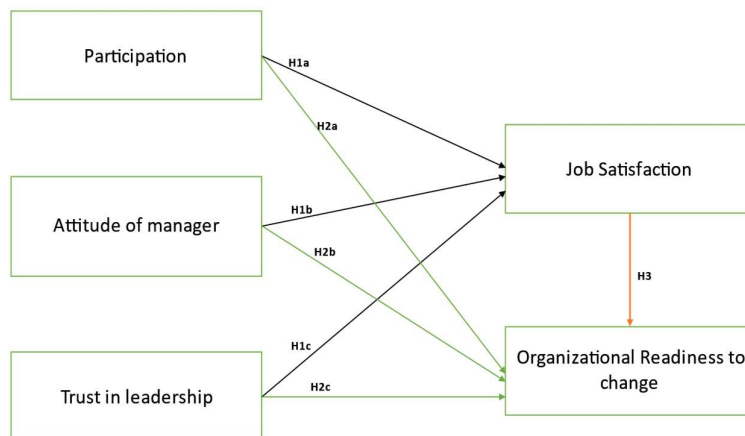 Participation
H1a
H2a
Job Satisfaction
Attitude of manager
H1b
H2b
H3
H1c
Organizational Readiness to
change
Trust in leadership
H2c